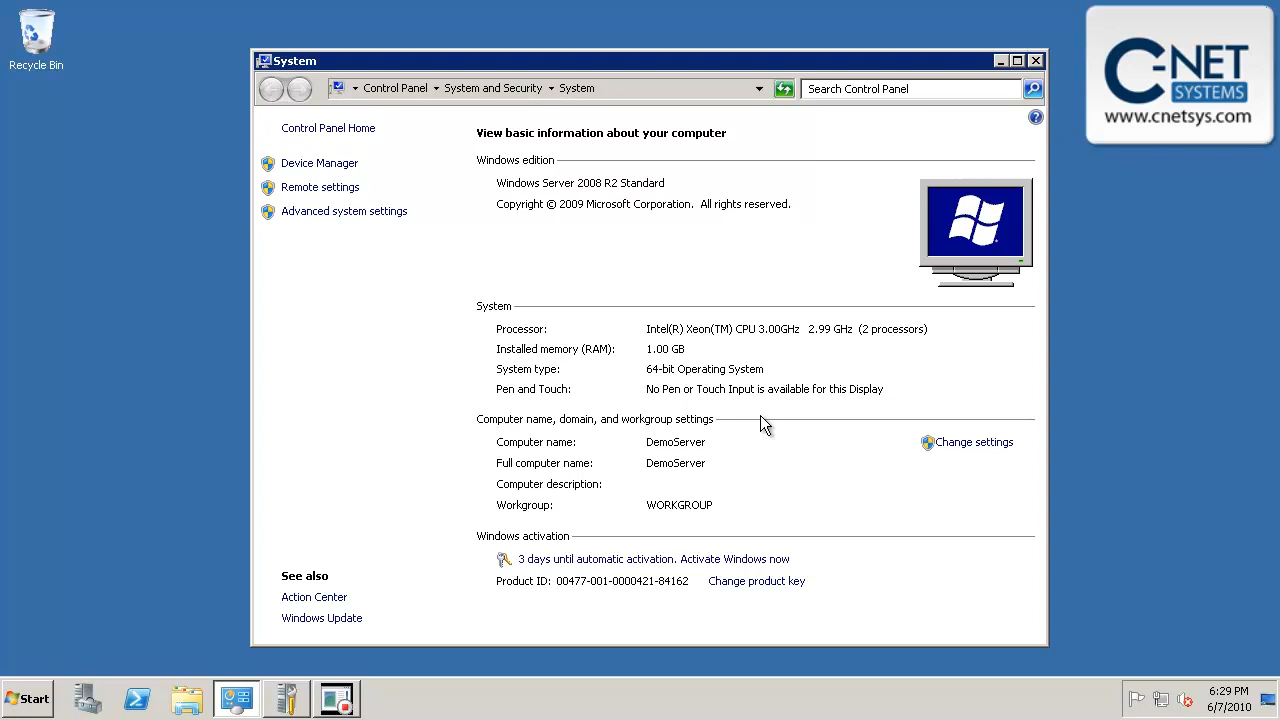 Recycle Bin
C-NET
SYSTEMS
www.cnetsys.com
System
Control Panel System and Security System
Search Control Panel
Control Panel Home
Device Manager
Remote settings
Advanced system settings
See also
Action Center
Windows Update
View basic information about your computer
Windows edition
Windows Server 2008 R2 Standard
Copyright © 2009 Microsoft Corporation. All rights reserved.
System
Processor: Intel(R) Xeon(TM) CPU 3.00GHz 2.99 GHz (2 processors)
Installed memory (RAM): 1.00 GB
System type: 64-bit Operating System
Pen and Touch: No Pen or Touch Input is available for this Display
Computer name, domain, and workgroup settings
Computer name: DemoServer Change settings
Full computer name: DemoServer
Computer description:
Workgroup: WORKGROUP
Windows activation
3 days until automatic activation. Activate Windows now
Product ID: 00477-001-0000421-84162 Change product key
Start
6:29 PM
6/7/2010